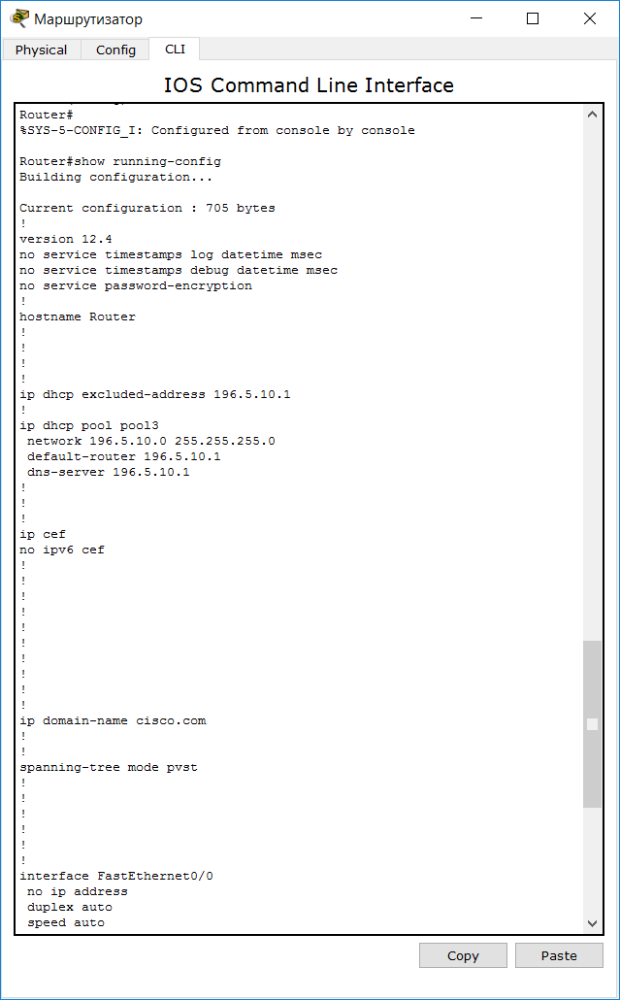 Маршрутизатор
Physical Config CLI
IOS Command Line Interface
Router#
%SYS-5-CONFIG_I: Configured from console by console
Router#show running-config
Building configuration...
Current configuration : 705 bytes
!
version 12.4
no service timestamps log datetime msec
no service timestamps debug datetime msec
no service password-encryption
!
hostname Router
!
!
!
!
ip dhcp excluded-address 196.5.10.1
!
ip dhcp pool pool3
 network 196.5.10.0 255.255.255.0
 default-router 196.5.10.1
 dns-server 196.5.10.1
!
!
!
ip cef
no ipv6 cef
!
!
!
!
!
!
!
!
!
!
ip domain-name cisco.com
!
!
spanning-tree mode pvst
!
!
!
!
!
!
interface FastEthernet0/0
 no ip address
 duplex auto
 speed auto
Copy Paste